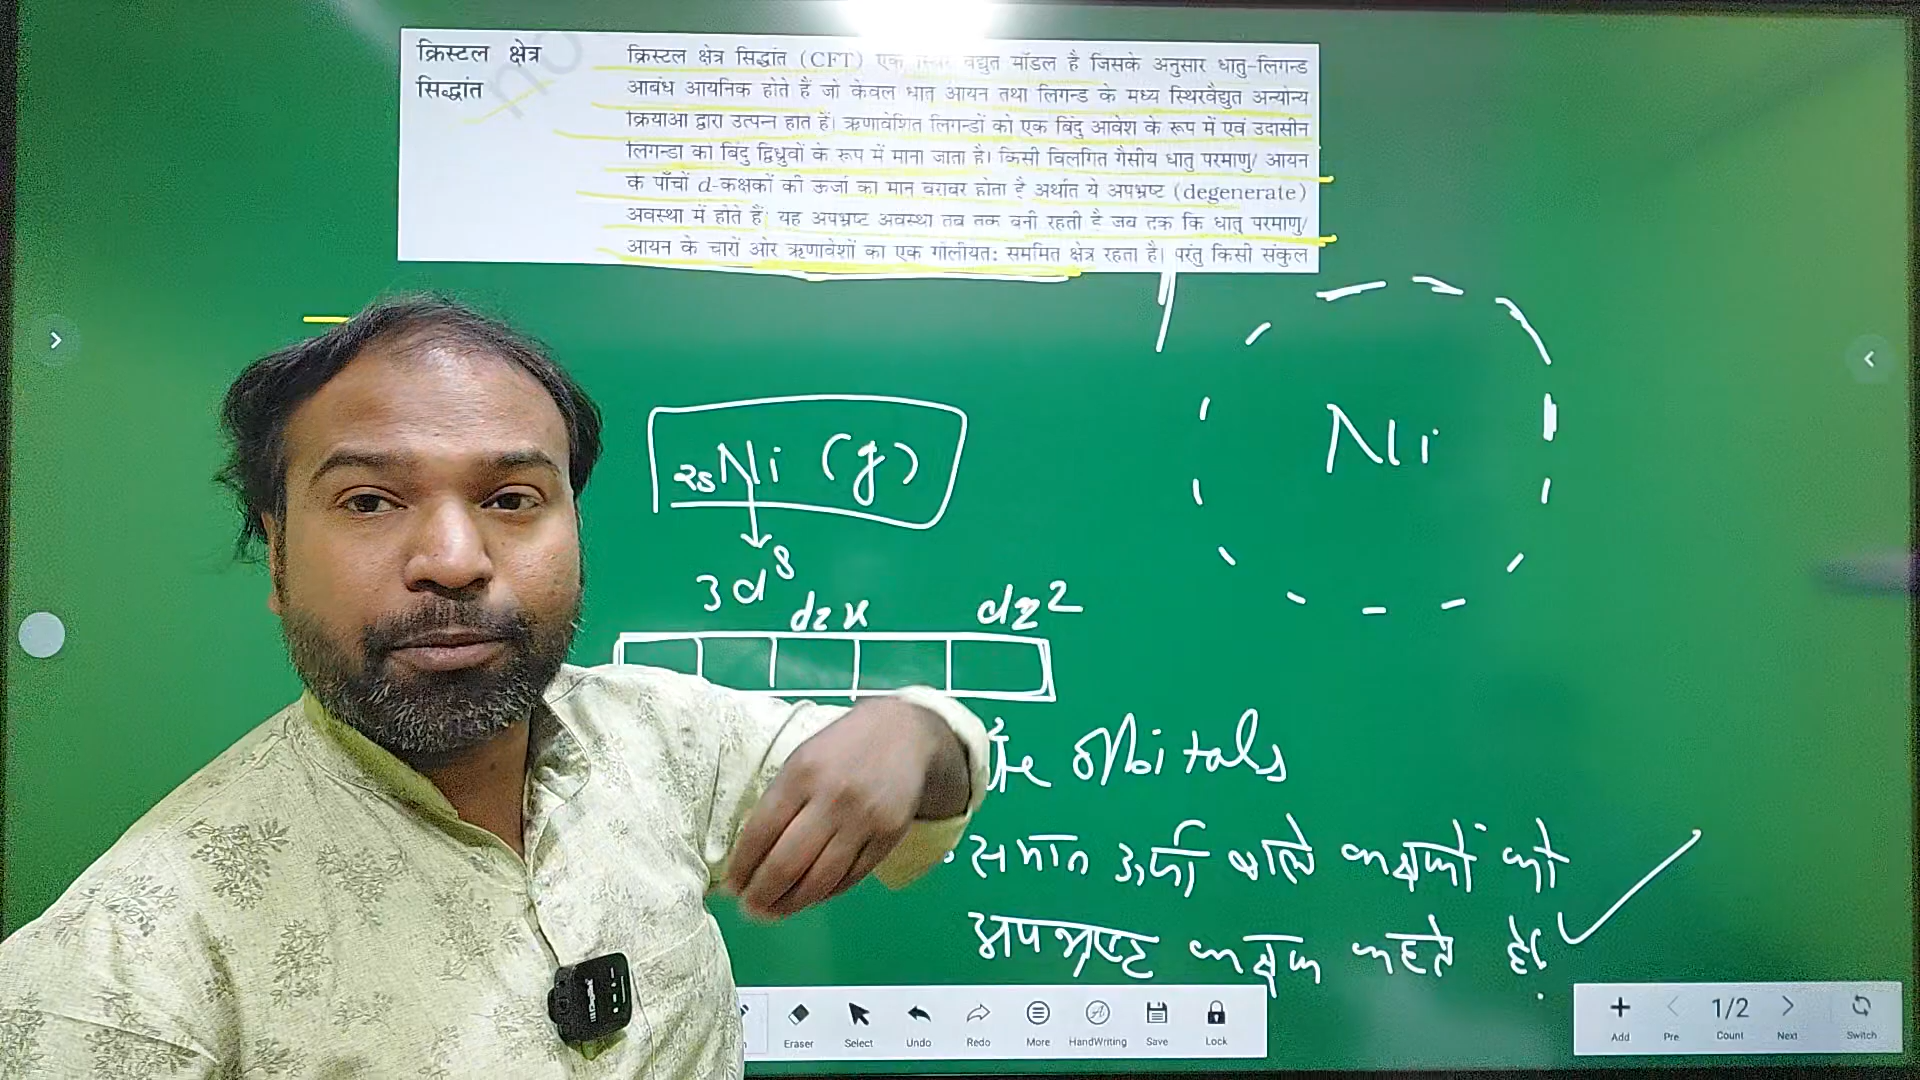 क्रिस्टल क्षेत्र
सिद्धांत
क्रिस्टल क्षेत्र सिद्धांत (CFT) एक वैद्युत मॉडल है जिसके अनुसार धातु-लिगन्ड
आबंध आयनिक होते हैं जो केवल धातु आयन तथा लिगन्ड के मध्य स्थिरवैद्युत अन्योन्य
क्रियाओं द्वारा उत्पन्न होते हैं। ऋणावेशित लिगन्डों को एक बिंदु आवेश के रूप में एवं उदासीन
लिगन्डों को बिंदु द्विध्रुवों के रूप में माना जाता है। किसी विलगित गैसीय धातु परमाणु/ आयन
के पाँचों d-कक्षकों की ऊर्जा का मान बराबर होता है अर्थात ये अपभ्रष्ट (degenerate)
अवस्था में होते हैं। यह अपभ्रष्ट अवस्था तब तक बनी रहती है जब तक कि धातु परमाणु/
आयन के चारों ओर ऋणावेशों का एक गोलीयतः सममित क्षेत्र रहता है। परंतु किसी संकुल
Ni
28Ni (g)
3d8
dzx dz2
orbitals
समान ऊर्जा वाले कक्षकों को
अपभ्रष्ट कक्षक कहते हैं।
Eraser Select Undo Redo More HandWriting Save Lock
1/2
Add Pre Count Next Switch